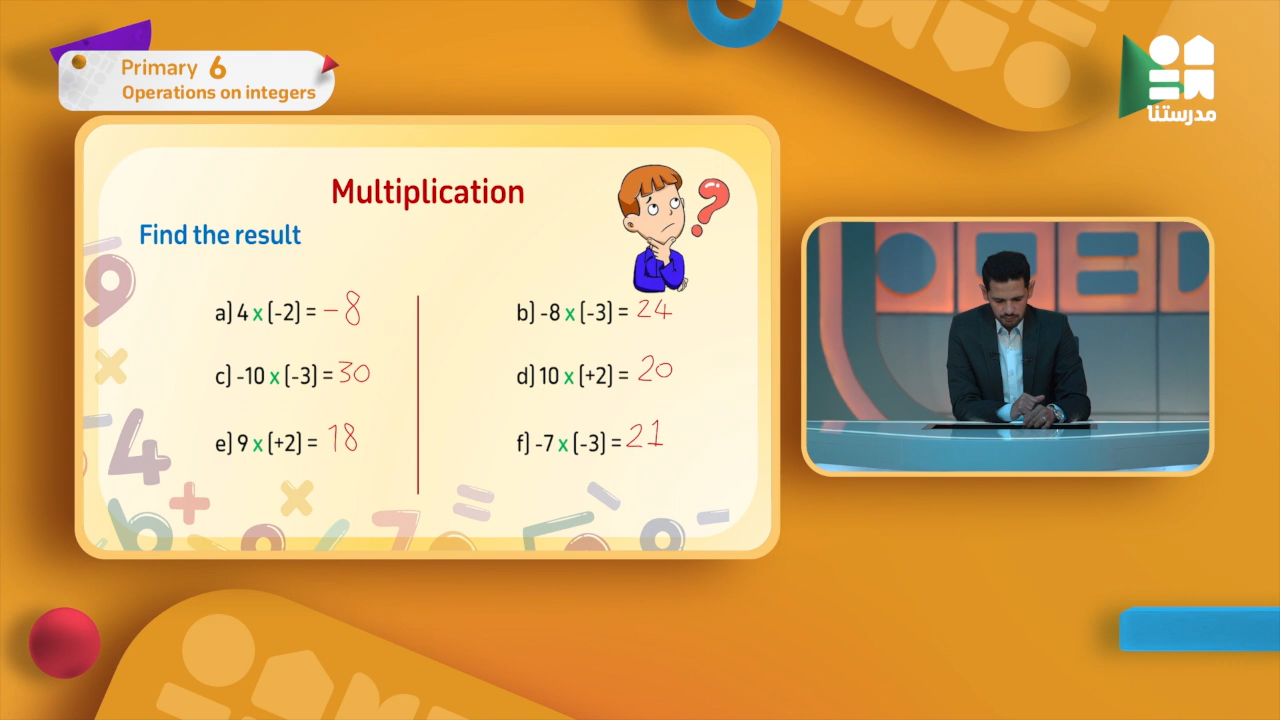 Primary 6
Operations on integers
مدرستنا
Multiplication
Find the result
a) 4 x (-2) = -8
b) -8 x (-3) = 24
c) -10 x (-3) = 30
d) 10 x (+2) = 20
e) 9 x (+2) = 18
f) -7 x (-3) = 21